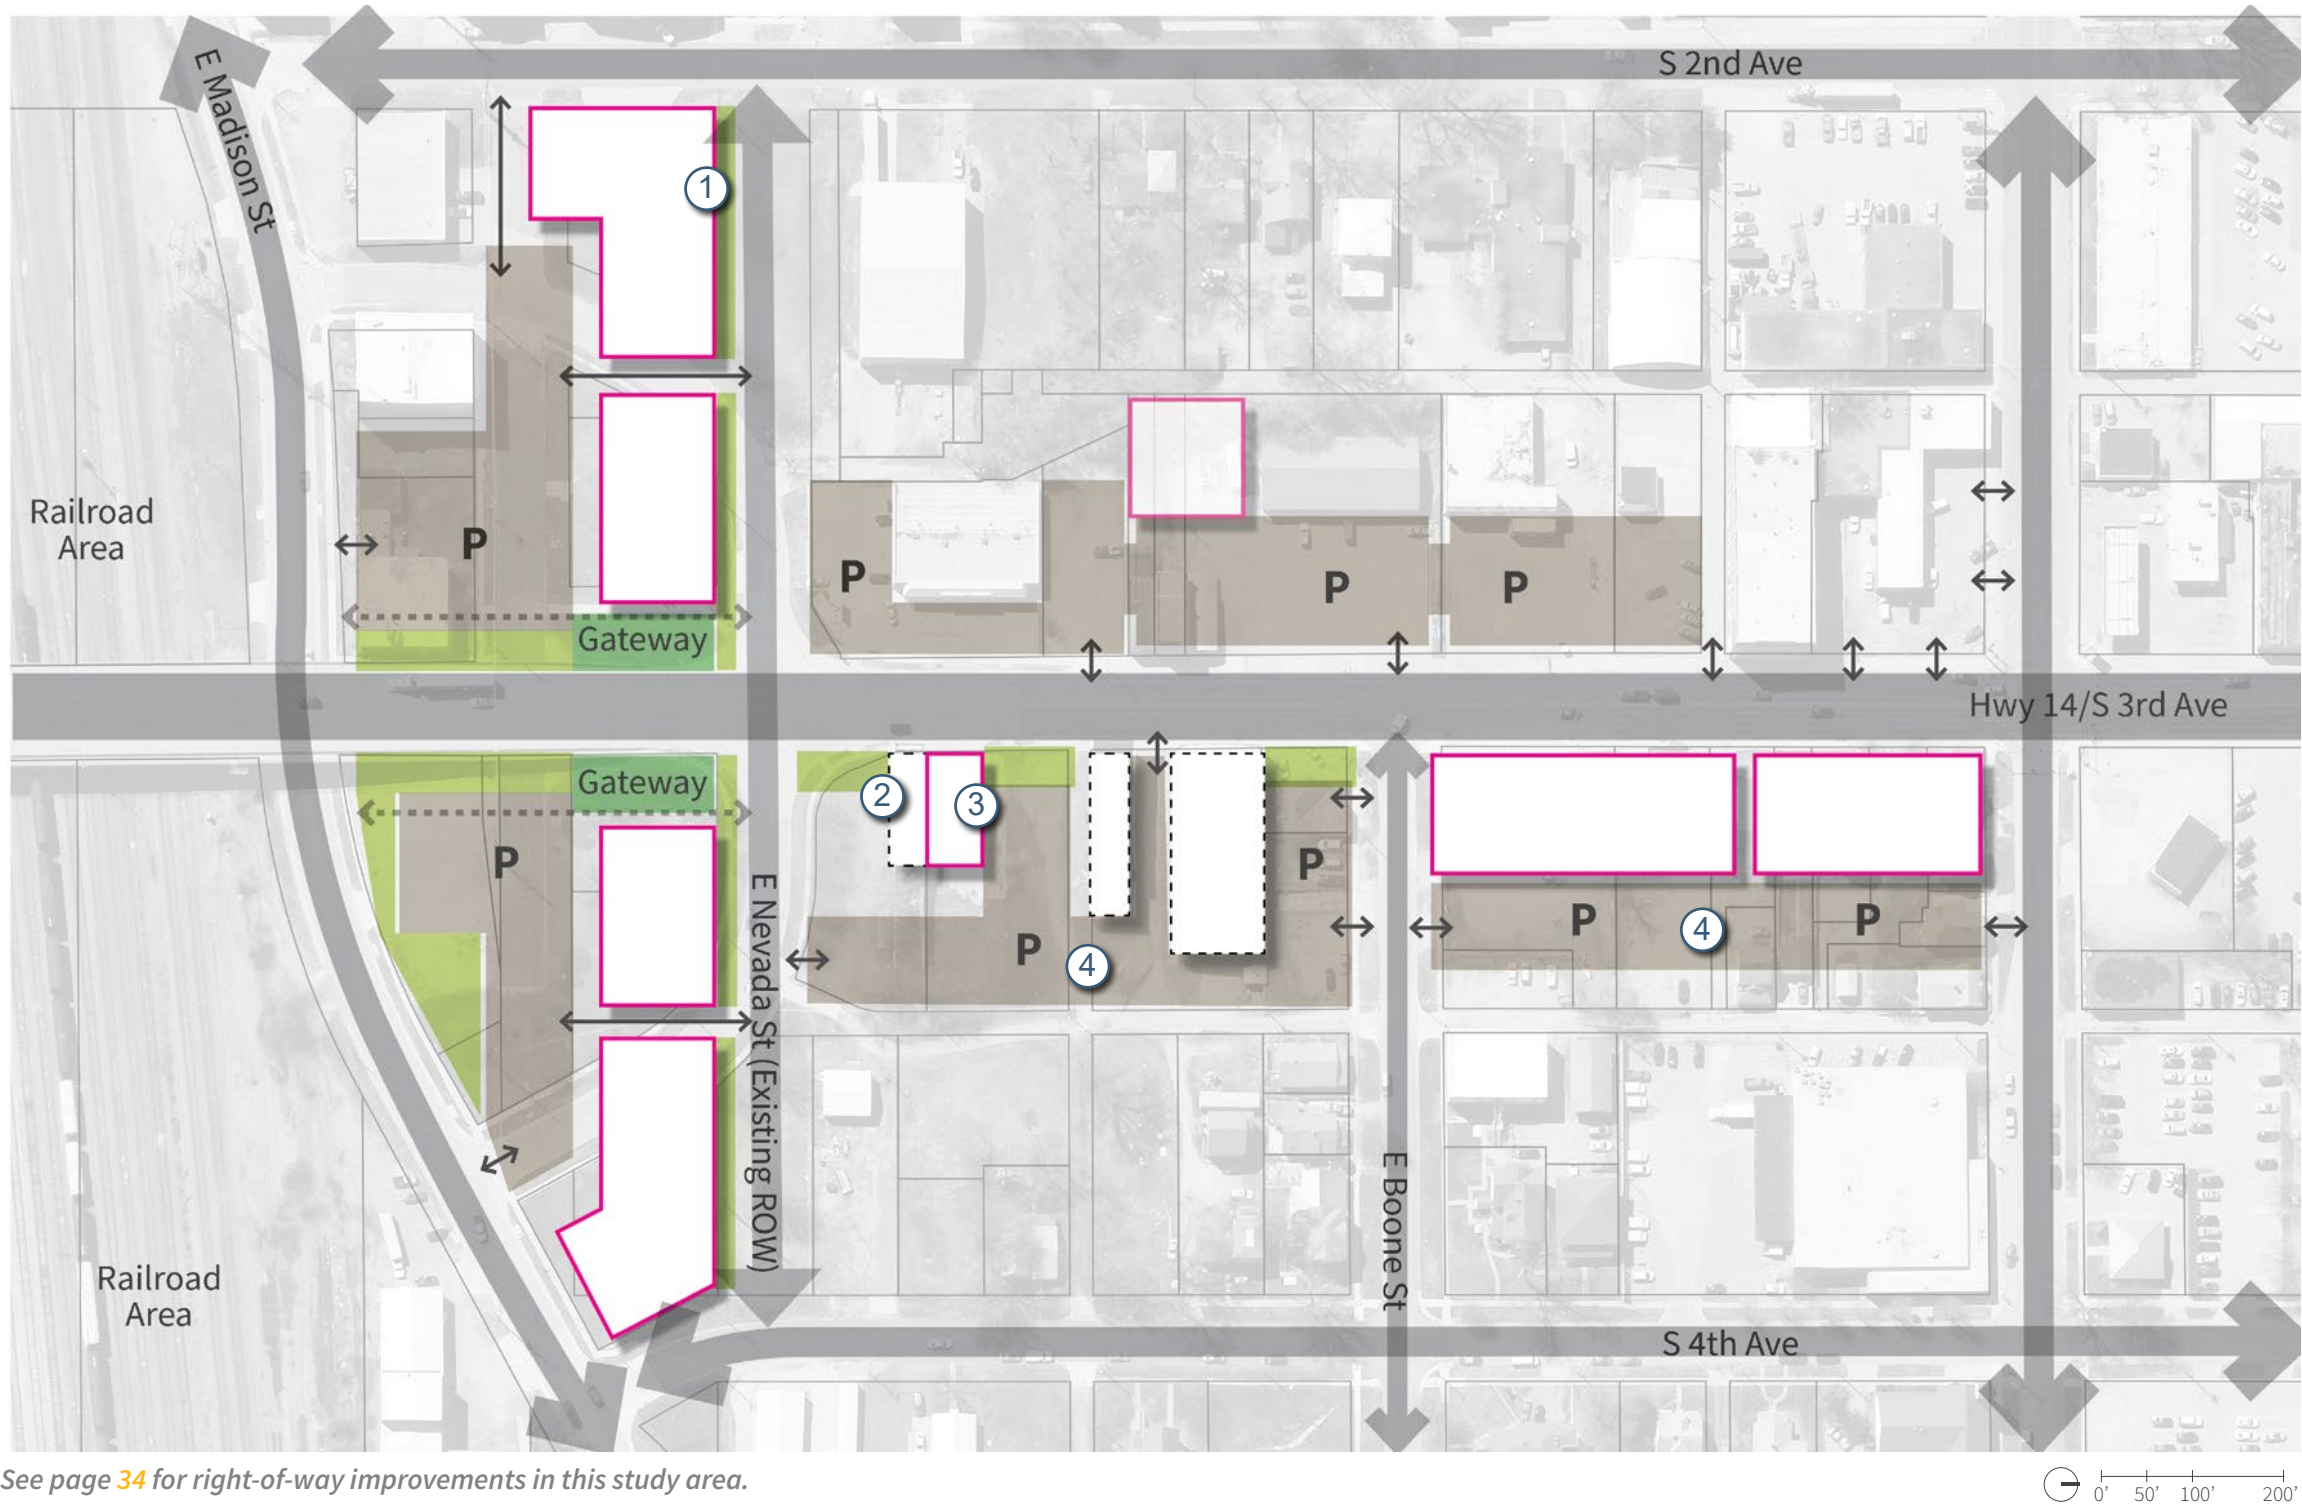 S 2nd Ave
E Madison St
1
Railroad
Area
P
P
P
P
Gateway
Hwy 14/S 3rd Ave
Gateway
2
3
P
P
P
4
P
4
P
E Nevada St (Existing ROW)
E Boone St
Railroad
Area
S 4th Ave
See page 34 for right-of-way improvements in this study area.
0' 50' 100' 200'